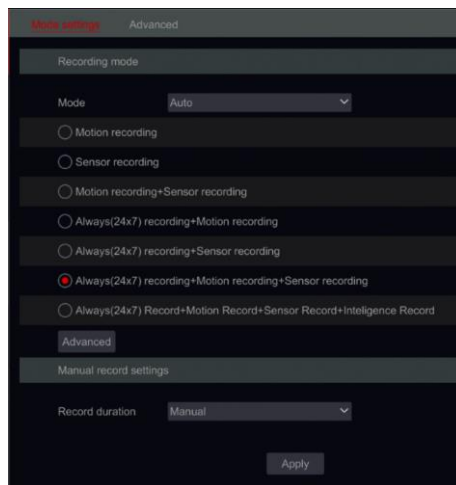 Mode settings Advanced
Recording mode
Mode Auto
Motion recording
Sensor recording
Motion recording+Sensor recording
Always(24x7) recording+Motion recording
Always(24x7) recording+Sensor recording
Always(24x7) recording+Motion recording+Sensor recording
Always(24x7) Record+Motion Record+Sensor Record+Inteligence Record
Advanced
Manual record settings
Record duration Manual
Apply